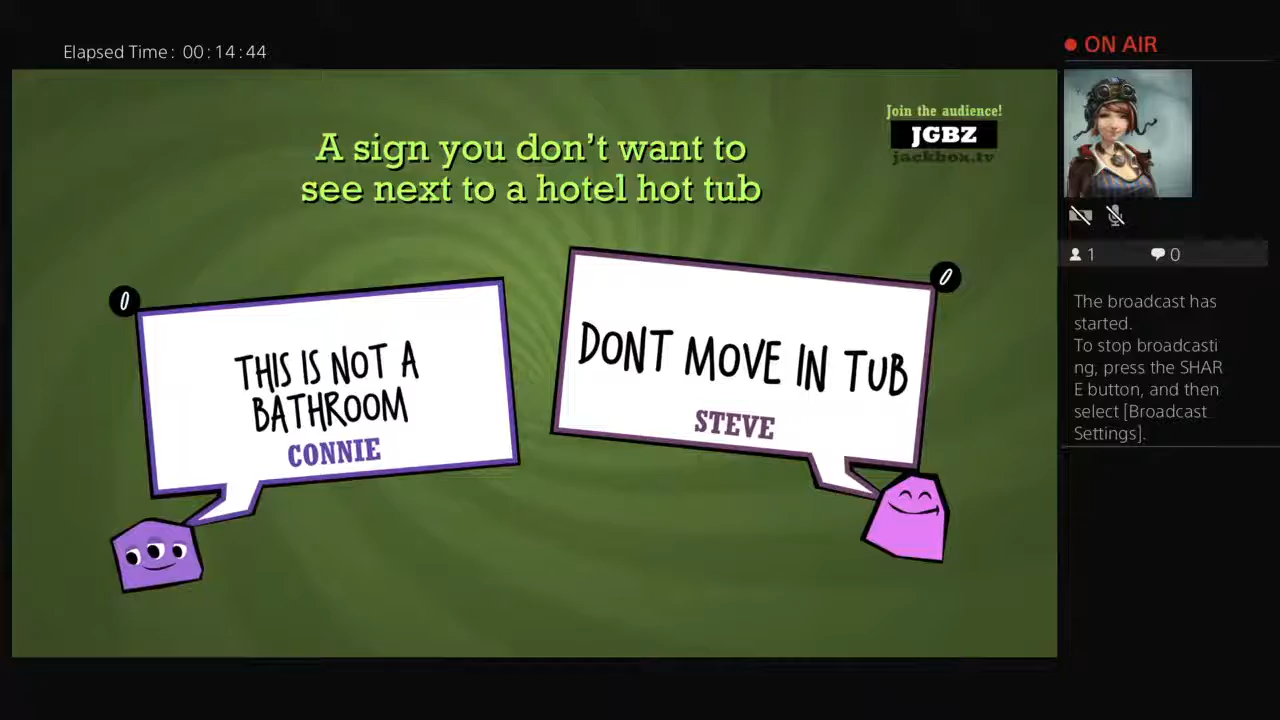 Elapsed Time: 00:14:44
ON AIR
Join the audience!
JGBZ
jackbox.tv
A sign you don't want to
see next to a hotel hot tub
0
0
THIS IS NOT A
BATHROOM
CONNIE
DONT MOVE IN TUB
STEVE
1
0
The broadcast has
started.
To stop broadcasti
ng, press the SHAR
E button, and then
select [Broadcast
Settings].